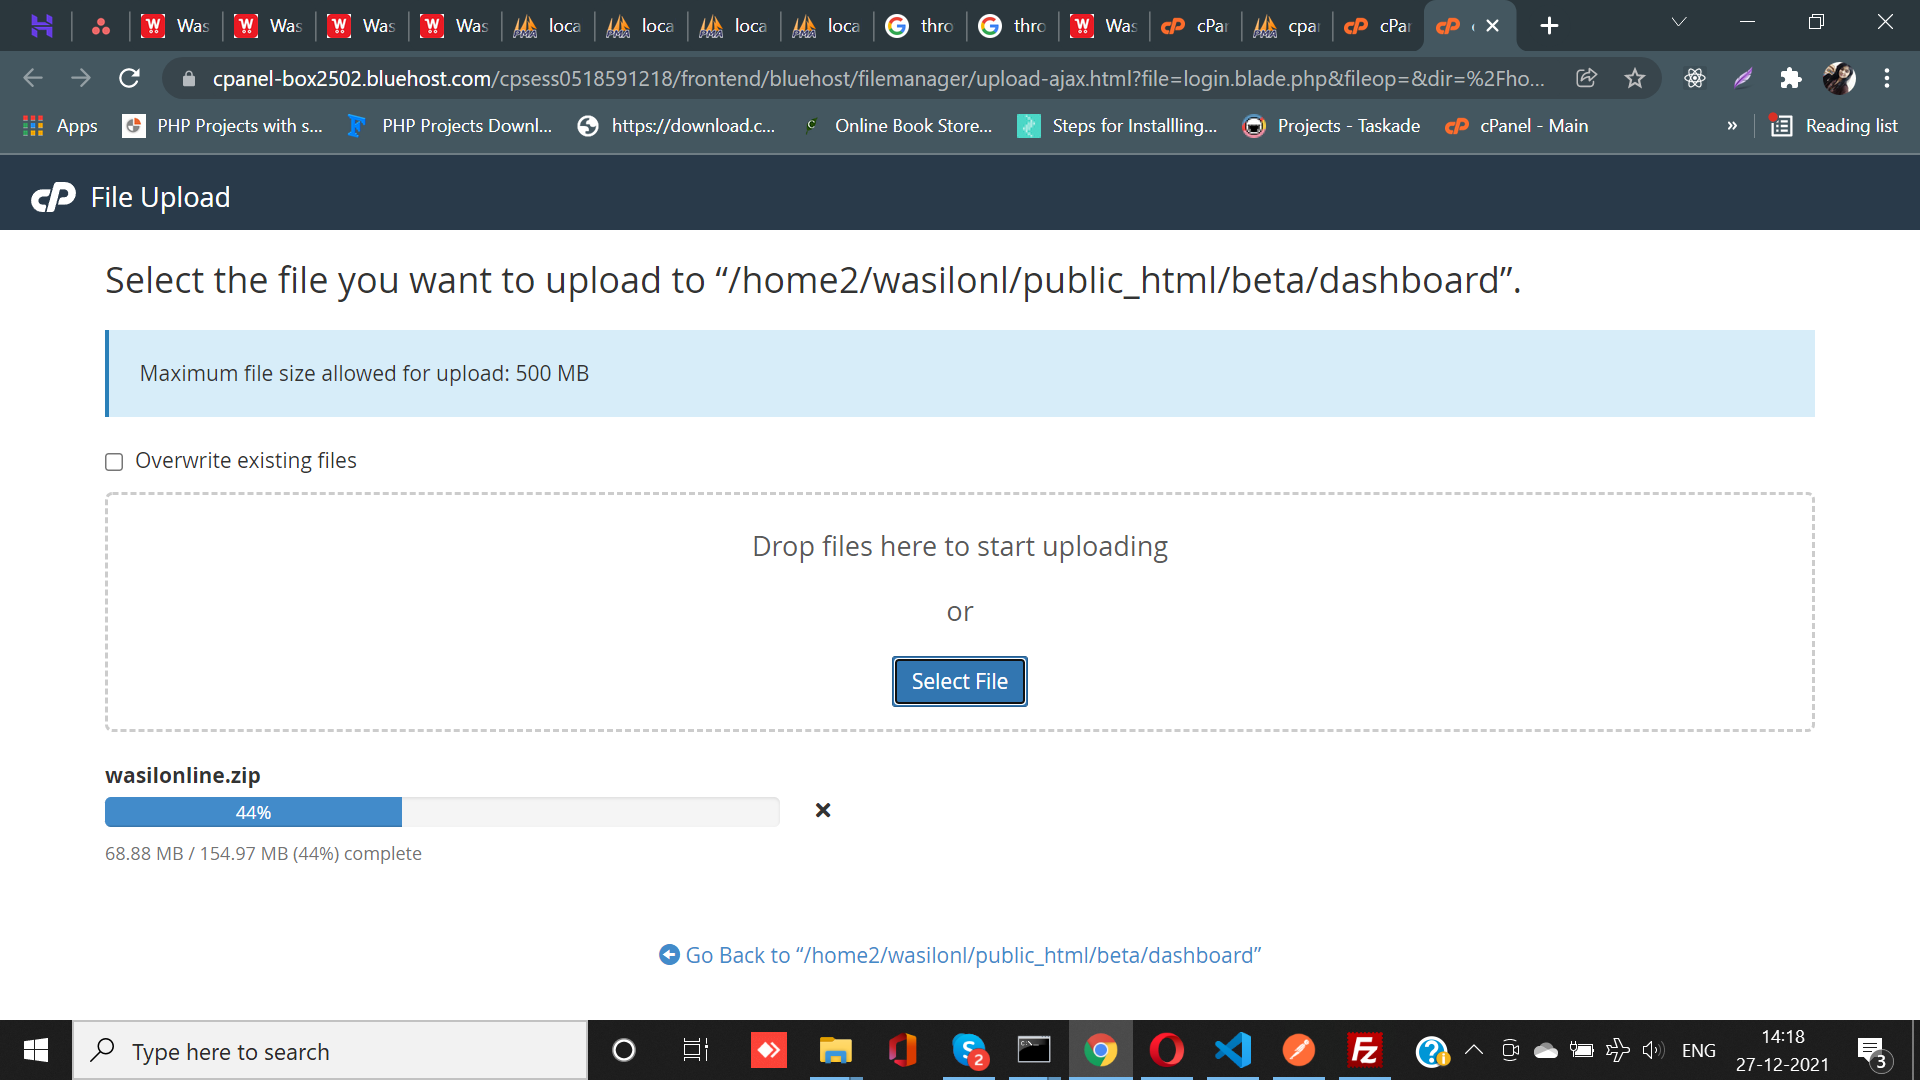 Was Was Was Was loca loca loca loca thro thro Was cPar cpar cPar
cpanel-box2502.bluehost.com/cpsess0518591218/frontend/bluehost/filemanager/upload-ajax.html?file=login.blade.php&fileop=&dir=%2Fho...
Apps PHP Projects with s... PHP Projects Downl... https://download.c... Online Book Store... Steps for Installling... Projects - Taskade cPanel - Main » Reading list
cP File Upload
Select the file you want to upload to “/home2/wasilonl/public_html/beta/dashboard”.
Maximum file size allowed for upload: 500 MB
Overwrite existing files
Drop files here to start uploading
or
Select File
wasilonline.zip
44%
68.88 MB / 154.97 MB (44%) complete
Go Back to “/home2/wasilonl/public_html/beta/dashboard”
Type here to search
2
ENG
14:18
27-12-2021
3